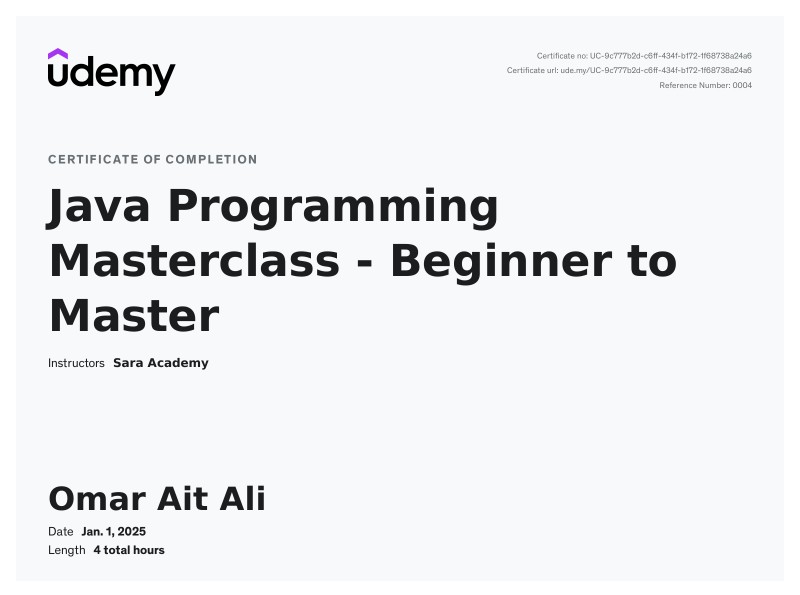 udemy
Certificate no: UC-9c777b2d-c6ff-434f-b172-1f68738a24a6
Certificate url: ude.my/UC-9c777b2d-c6ff-434f-b172-1f68738a24a6
Reference Number: 0004
CERTIFICATE OF COMPLETION
Java Programming
Masterclass - Beginner to
Master
Instructors Sara Academy
Omar Ait Ali
Date Jan. 1, 2025
Length 4 total hours